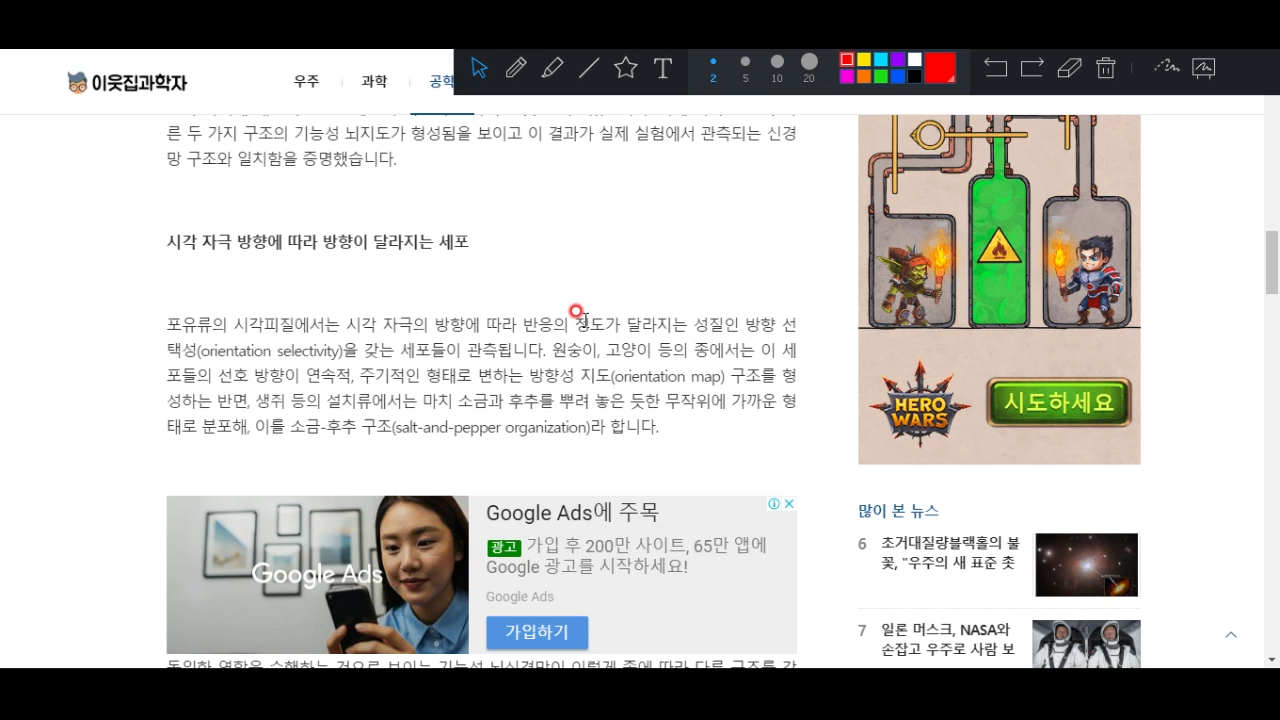 이웃집과학자
우주
과학
공학
T
2
5
10
20
른 두 가지 구조의 기능성 뇌지도가 형성됨을 보이고 이 결과가 실제 실험에서 관측되는 신경
망 구조와 일치함을 증명했습니다.
시각 자극 방향에 따라 방향이 달라지는 세포
포유류의 시각피질에서는 시각 자극의 방향에 따라 반응의 정도가 달라지는 성질인 방향 선
택성(orientation selectivity)을 갖는 세포들이 관측됩니다. 원숭이, 고양이 등의 종에서는 이 세
포들의 선호 방향이 연속적, 주기적인 형태로 변하는 방향성 지도(orientation map) 구조를 형
성하는 반면, 생쥐 등의 설치류에서는 마치 소금과 후추를 뿌려 놓은 듯한 무작위에 가까운 형
태로 분포해, 이를 소금-후추 구조(salt-and-pepper organization)라 합니다.
Google Ads
Google Ads에 주목
광고 가입 후 200만 사이트, 65만 앱에
Google 광고를 시작하세요!
Google Ads
가입하기
HERO
WARS
시도하세요
많이 본 뉴스
6 초거대질량블랙홀의 불
꽃, "우주의 새 표준 촛
7 일론 머스크, NASA와
손잡고 우주로 사람 보